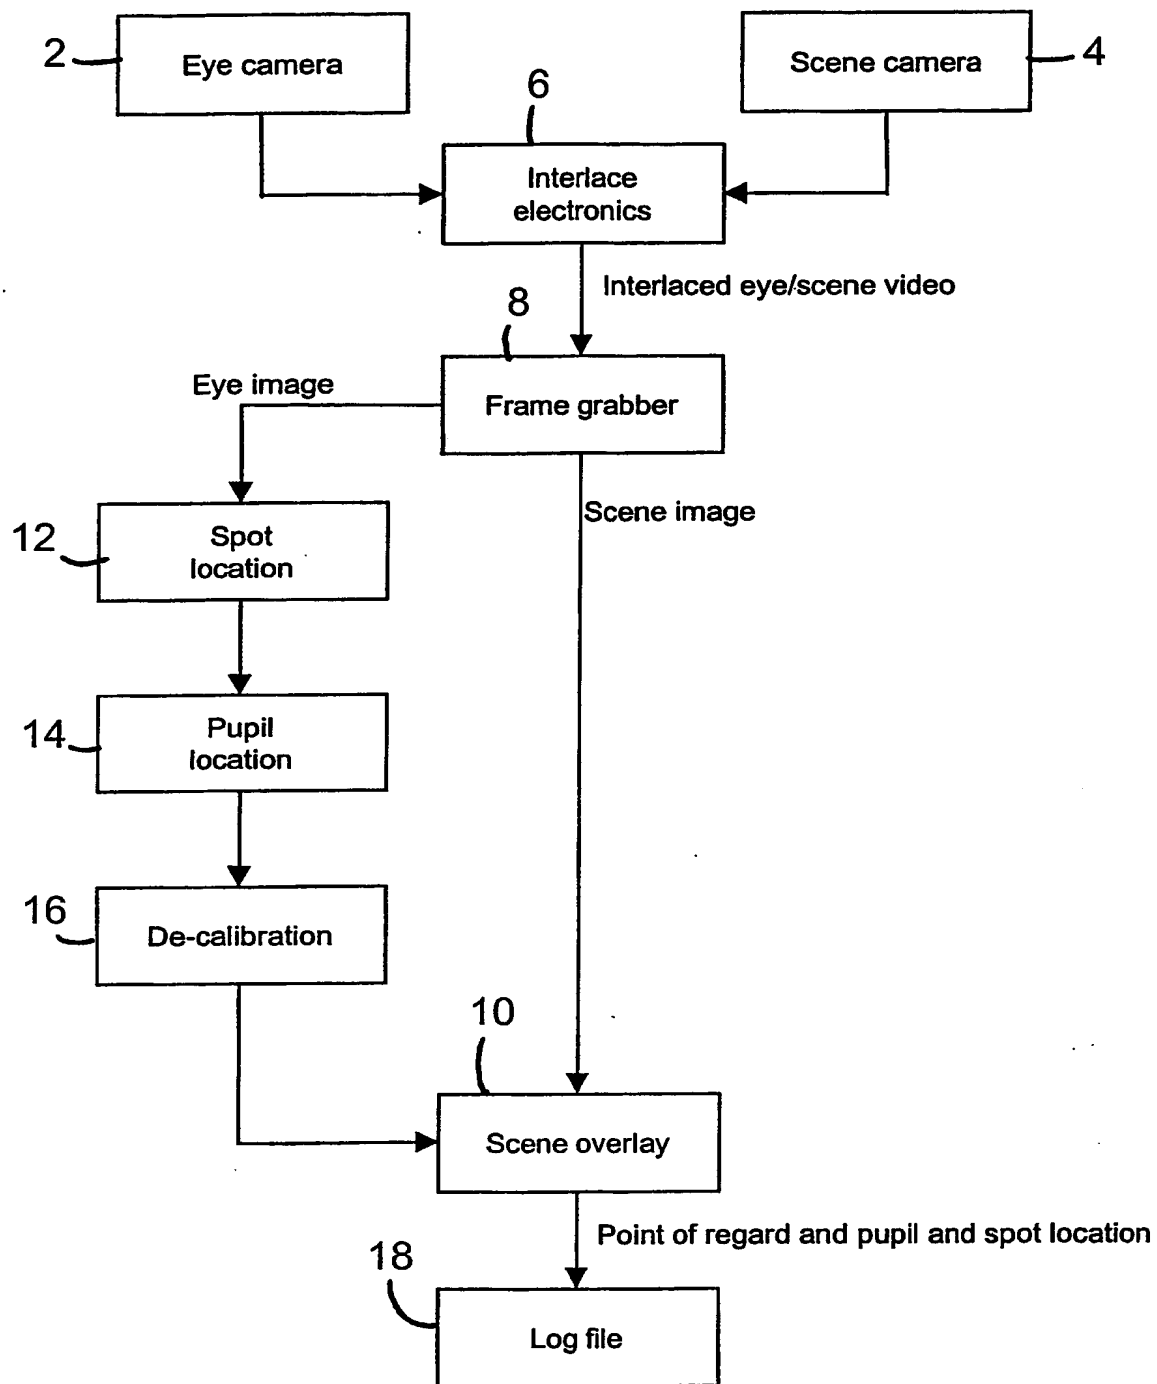 2
Eye camera
Scene camera
4
6
Interlace
electronics
Interlaced eye/scene video
8
Eye image
Frame grabber
Scene image
12
Spot
location
14
Pupil
location
16
De-calibration
10
Scene overlay
Point of regard and pupil and spot location
18
Log file